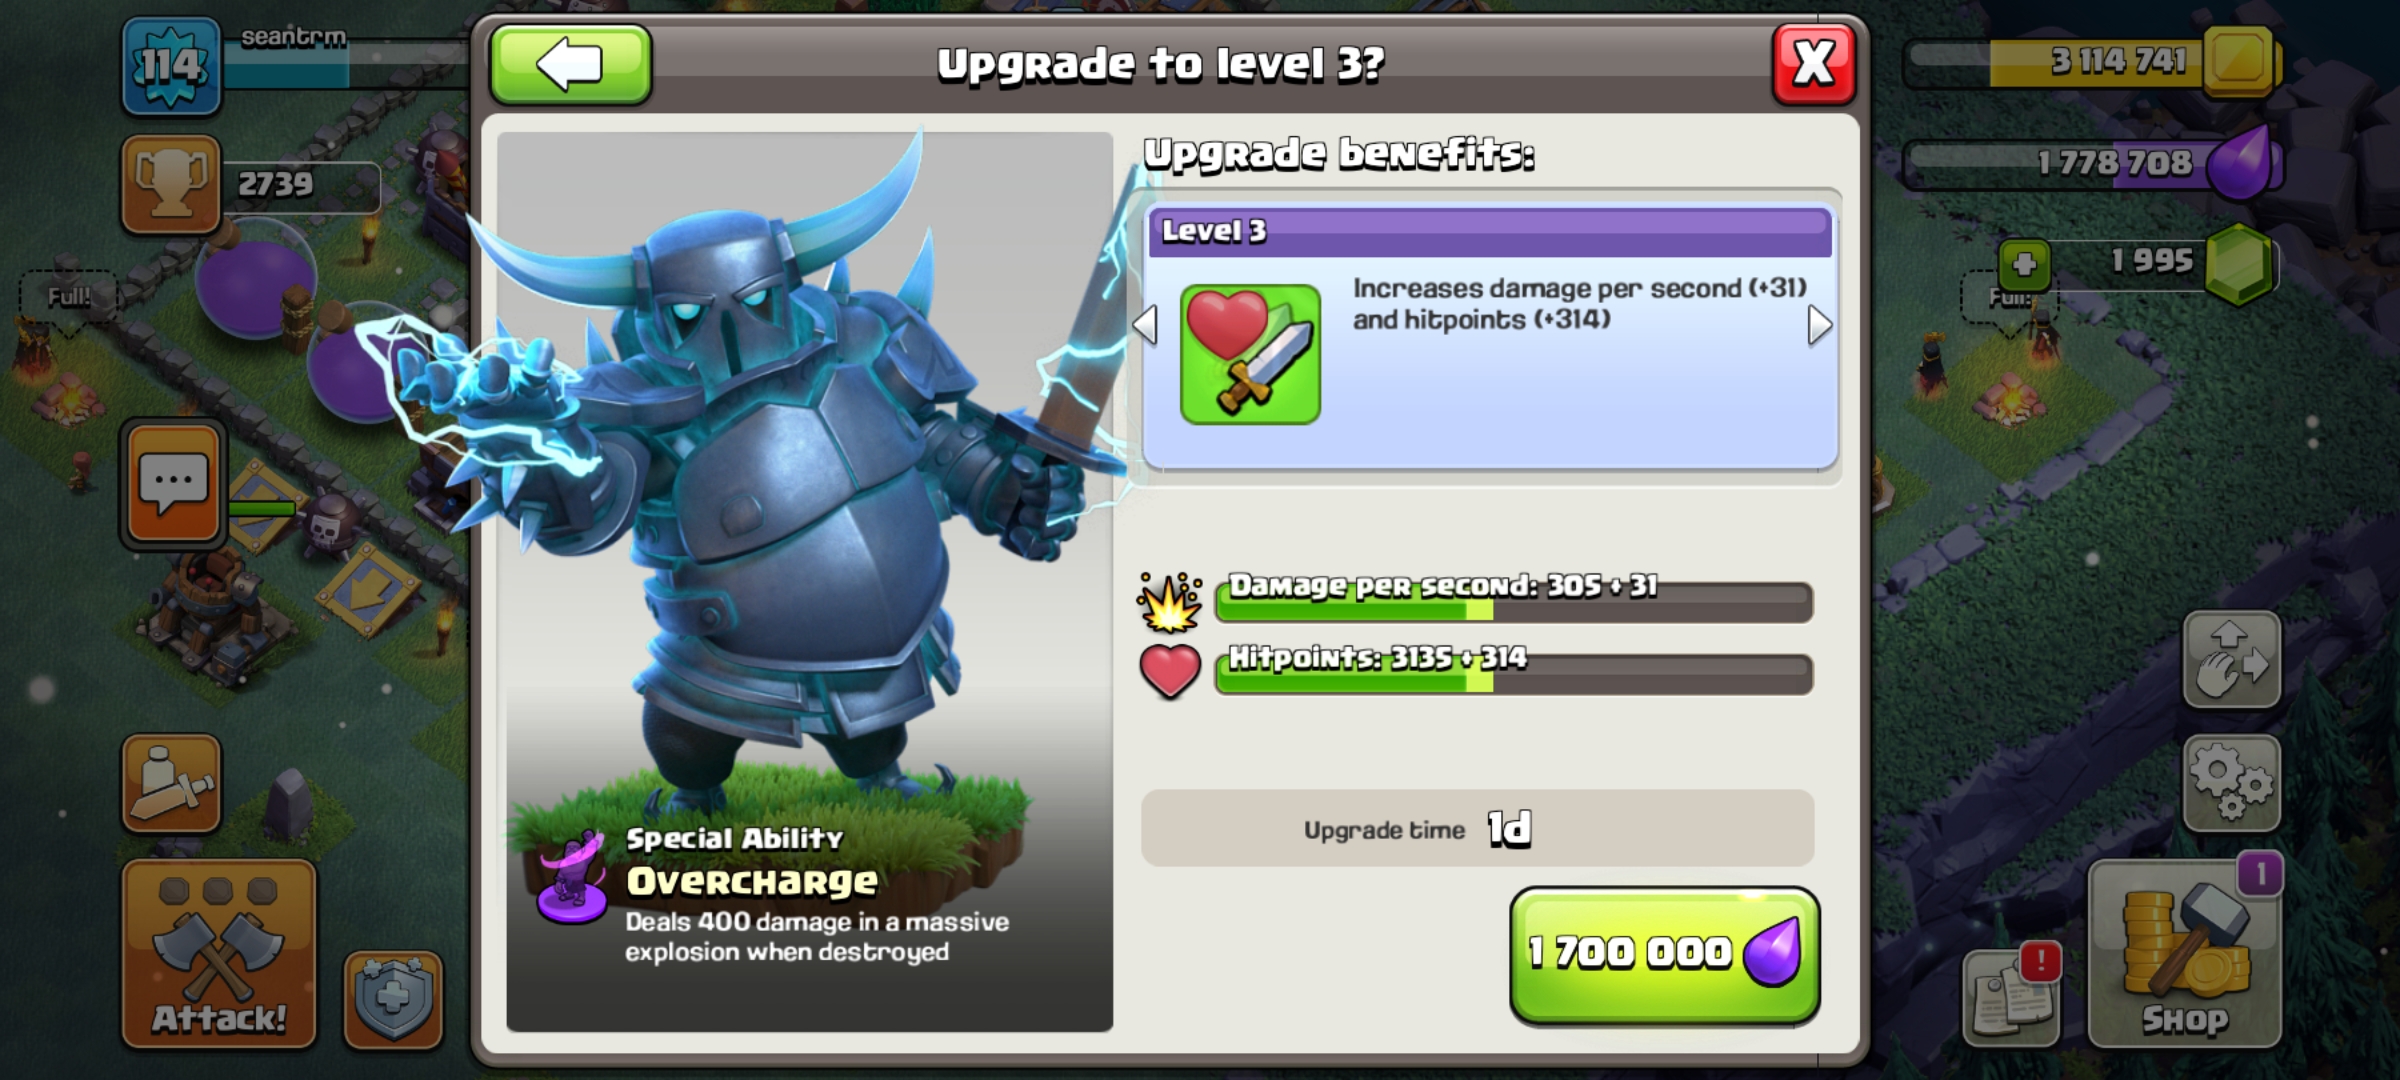 114
seantrm
Upgrade to level 3?
X
3 114 741
2739
1 778 708
1 995
Full!
Full!
Upgrade benefits:
Level 3
Increases damage per second (+31)
and hitpoints (+314)
Damage per second: 305 + 31
Hitpoints: 3135 + 314
Upgrade time 1d
Special Ability
Overcharge
Deals 400 damage in a massive
explosion when destroyed
1 700 000
Attack!
1
!
Shop